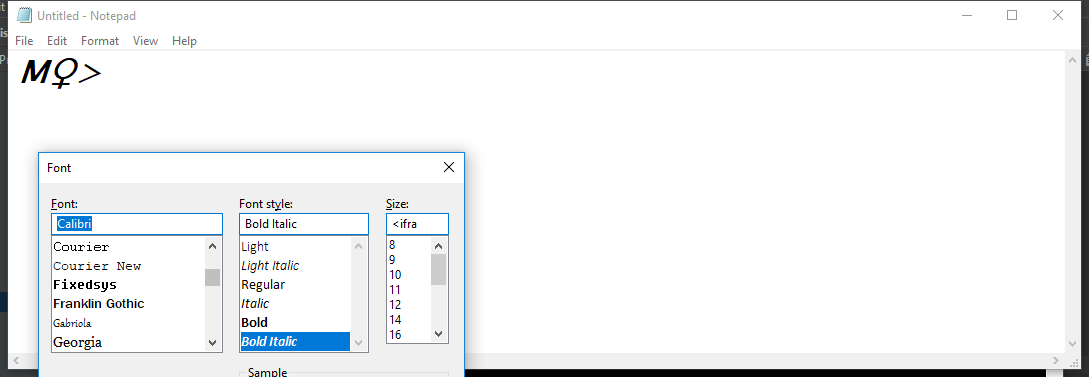 Untitled - Notepad
File Edit Format View Help
M♀>
Font
Font: Font style: Size:
Calibri Bold Italic <ifra
Courier Light 8
Courier New Light Italic 9
Fixedsys Regular 10
Franklin Gothic Italic 11
Gabriola Bold 12
Georgia Bold Italic 14
16
Sample